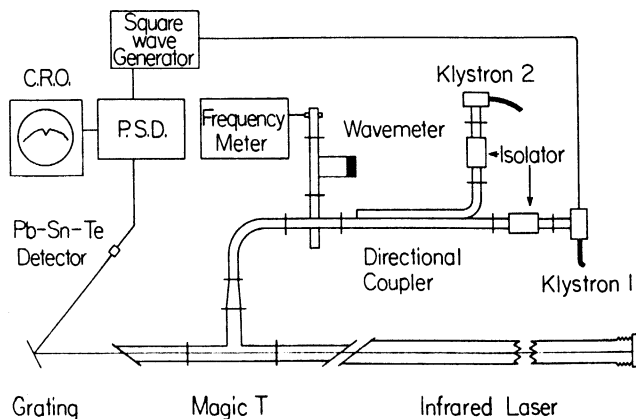 Square
wave
Generator
C.R.O.
P.S.D.
Frequency
Meter
Wavemeter
Klystron 2
Isolator
Pb-Sn-Te
Detector
Directional
Coupler
Klystron 1
Grating
Magic T
Infrared Laser